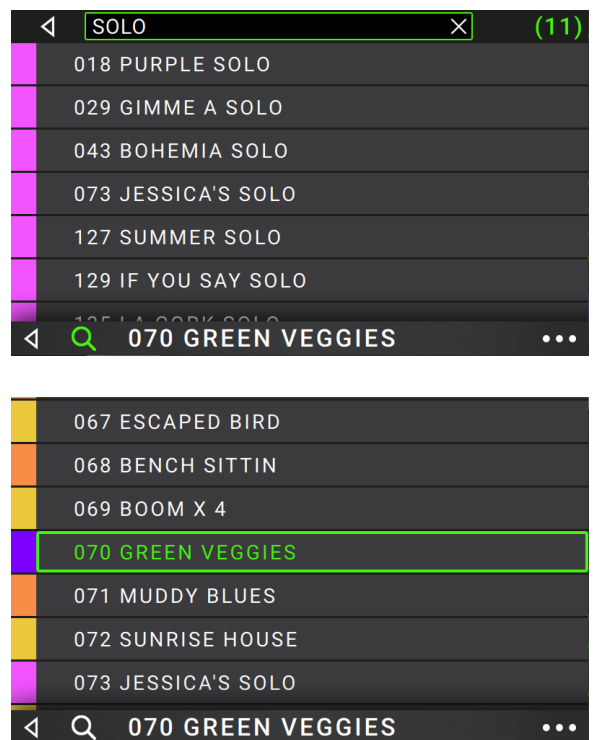 SOLO (11)
018 PURPLE SOLO
029 GIMME A SOLO
043 BOHEMIA SOLO
073 JESSICA'S SOLO
127 SUMMER SOLO
129 IF YOU SAY SOLO
070 GREEN VEGGIES
067 ESCAPED BIRD
068 BENCH SITTIN
069 BOOM X 4
070 GREEN VEGGIES
071 MUDDY BLUES
072 SUNRISE HOUSE
073 JESSICA'S SOLO
070 GREEN VEGGIES